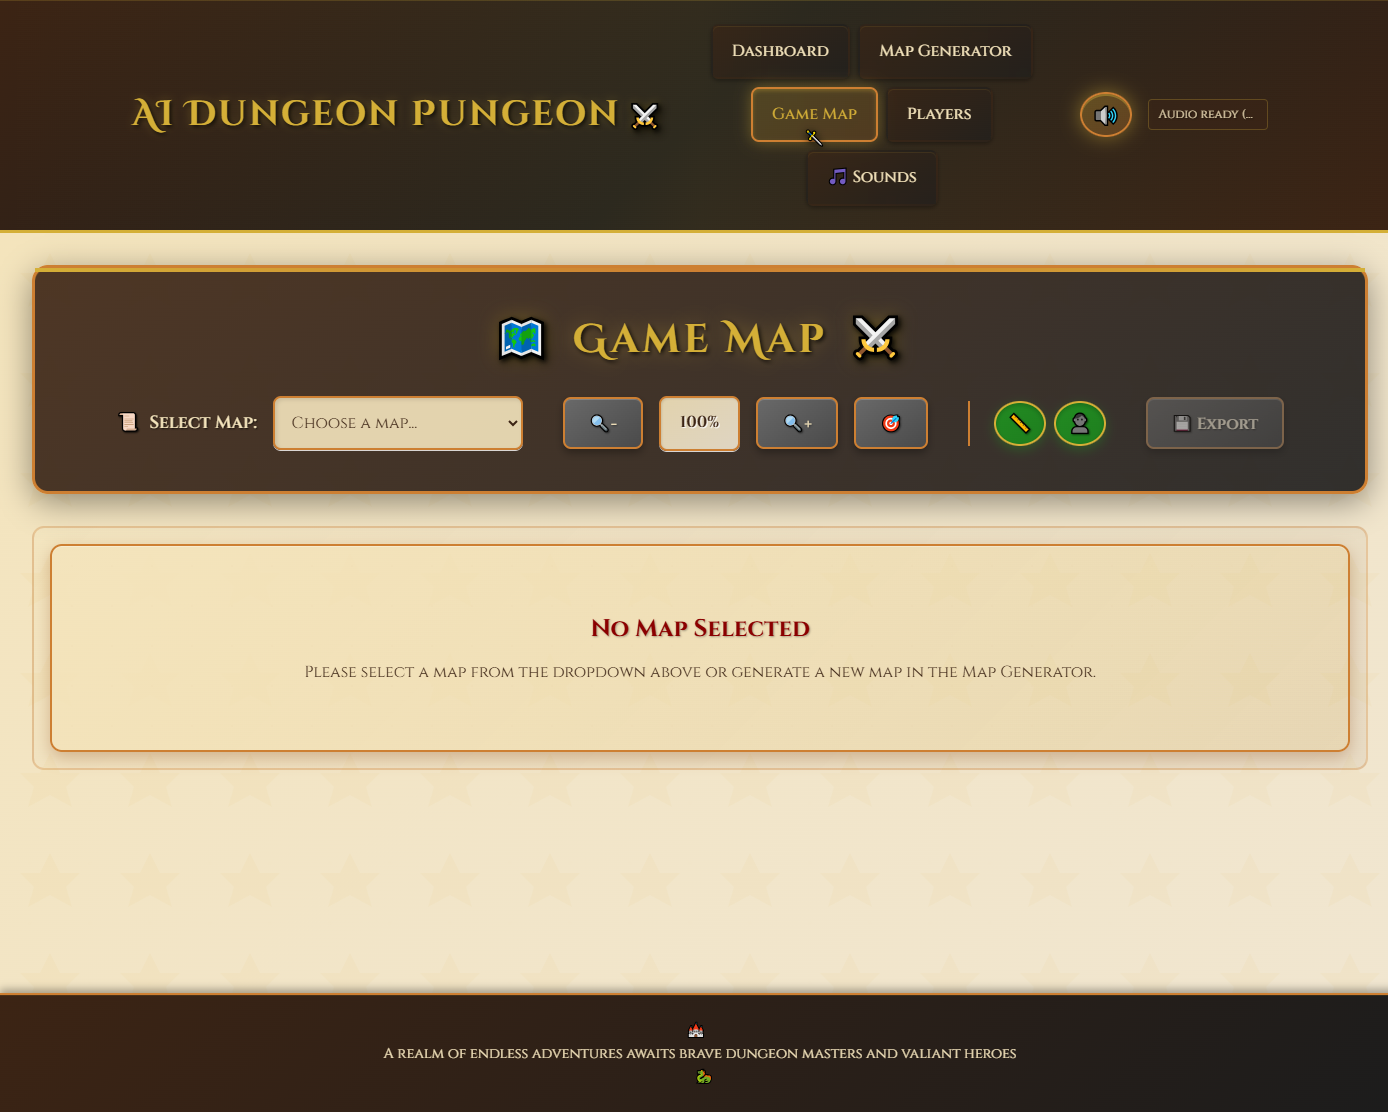 AI Dungeon Pungeon
Dashboard
Map Generator
Game Map
Players
Sounds
Audio ready (...
Game Map
Select Map:
Choose a map...
-
100%
+
Export
No Map Selected
Please select a map from the dropdown above or generate a new map in the Map Generator.
A realm of endless adventures awaits brave dungeon masters and valiant heroes